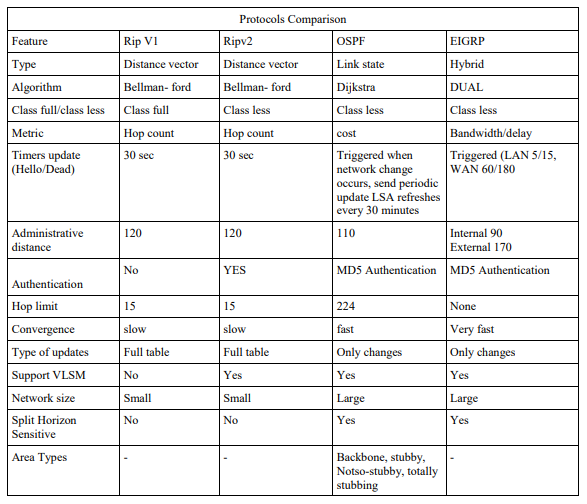 Protocols Comparison
Feature Rip V1 Ripv2 OSPF EIGRP
Type Distance vector Distance vector Link state Hybrid
Algorithm Bellman- ford Bellman- ford Dijkstra DUAL
Class full/class less Class full Class less Class less Class less
Metric Hop count Hop count cost Bandwidth/delay
Timers update 30 sec 30 sec Triggered when Triggered (LAN 5/15,
(Hello/Dead) network change WAN 60/180
occurs, send periodic
update LSA refreshes
every 30 minutes
Administrative 120 120 110 Internal 90
distance External 170
No YES MD5 Authentication MD5 Authentication
Authentication
Hop limit 15 15 224 None
Convergence slow slow fast Very fast
Type of updates Full table Full table Only changes Only changes
Support VLSM No Yes Yes Yes
Network size Small Small Large Large
Split Horizon No No Yes Yes
Sensitive
Area Types - - Backbone, stubby, -
Notso-stubby, totally
stubbing